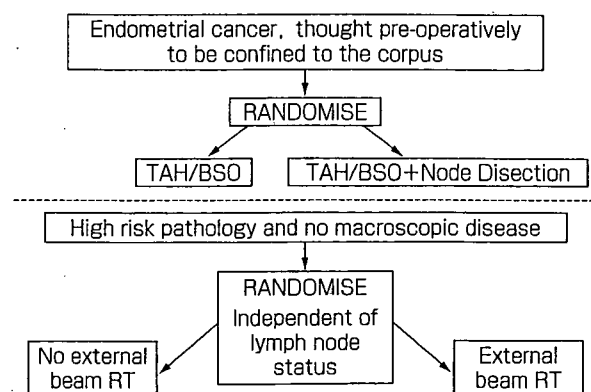 Endometrial cancer, thought pre-operatively
to be confined to the corpus
RANDOMISE
TAH/BSO
TAH/BSO+Node Disection
High risk pathology and no macroscopic disease
RANDOMISE
Independent of
lymph node
status
No external
beam RT
External
beam RT